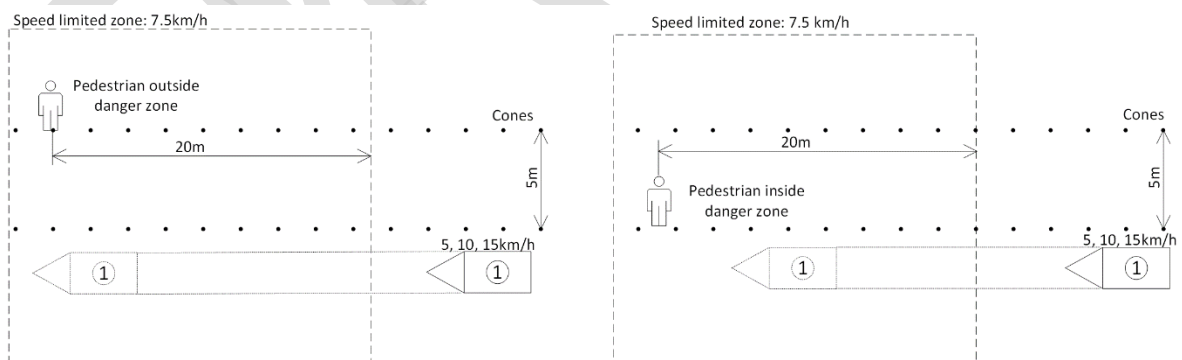 Speed limited zone: 7.5km/h
Pedestrian outside
danger zone
Cones
20m
5m
5, 10, 15km/h
1
1
Speed limited zone: 7.5 km/h
Cones
20m
Pedestrian inside
danger zone
5m
5, 10, 15km/h
1
1